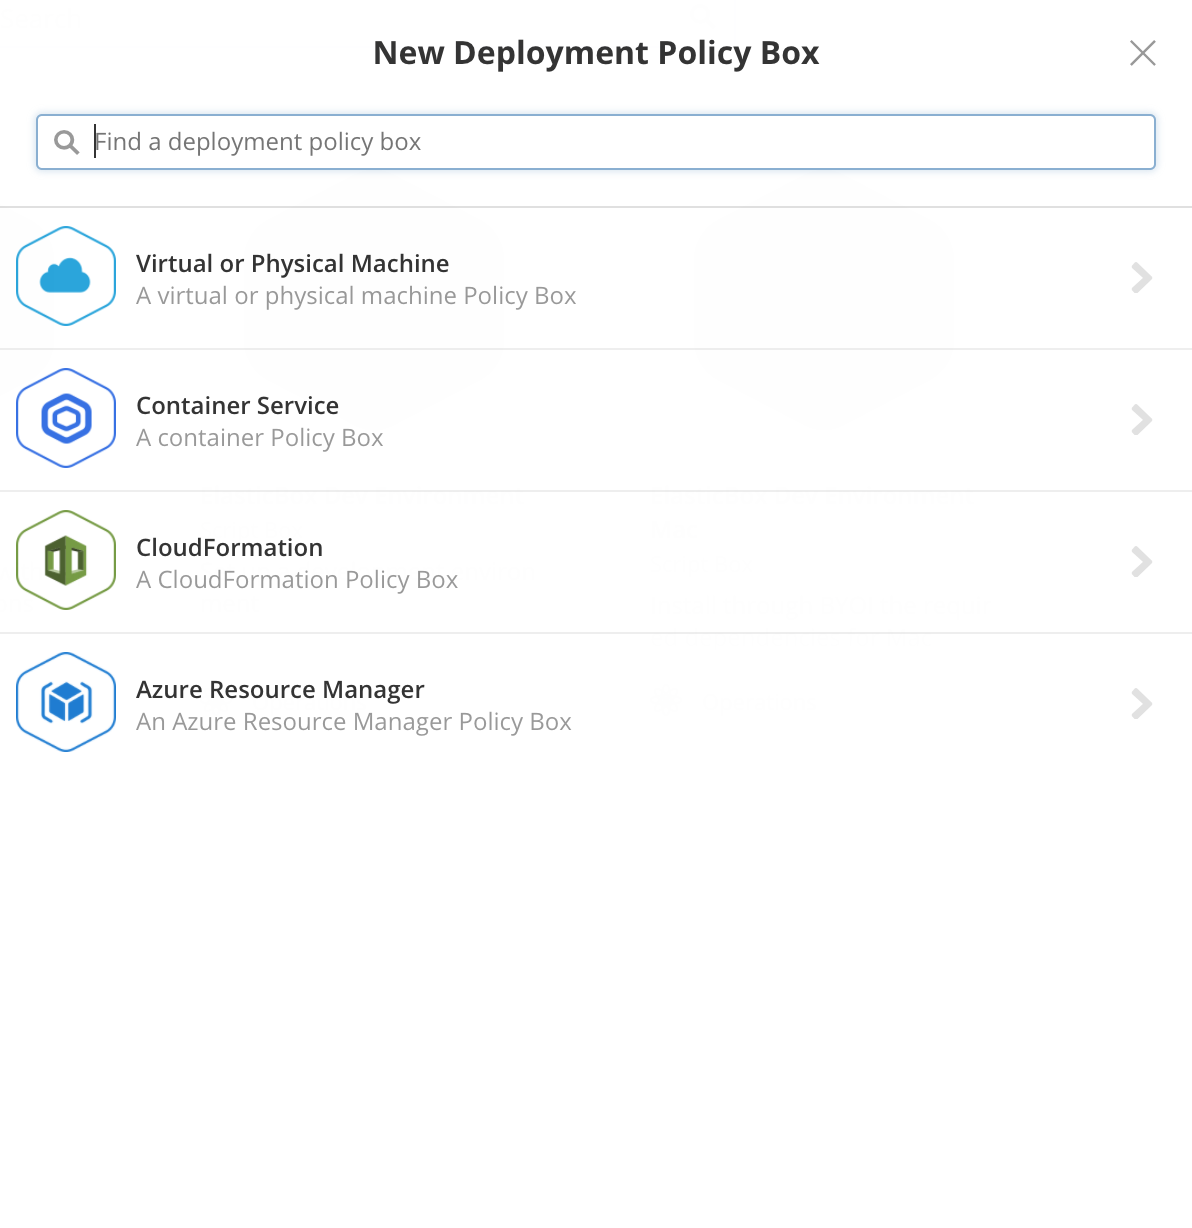 New Deployment Policy Box
Find a deployment policy box
Virtual or Physical Machine
A virtual or physical machine Policy Box
Container Service
A container Policy Box
CloudFormation
A CloudFormation Policy Box
Azure Resource Manager
An Azure Resource Manager Policy Box